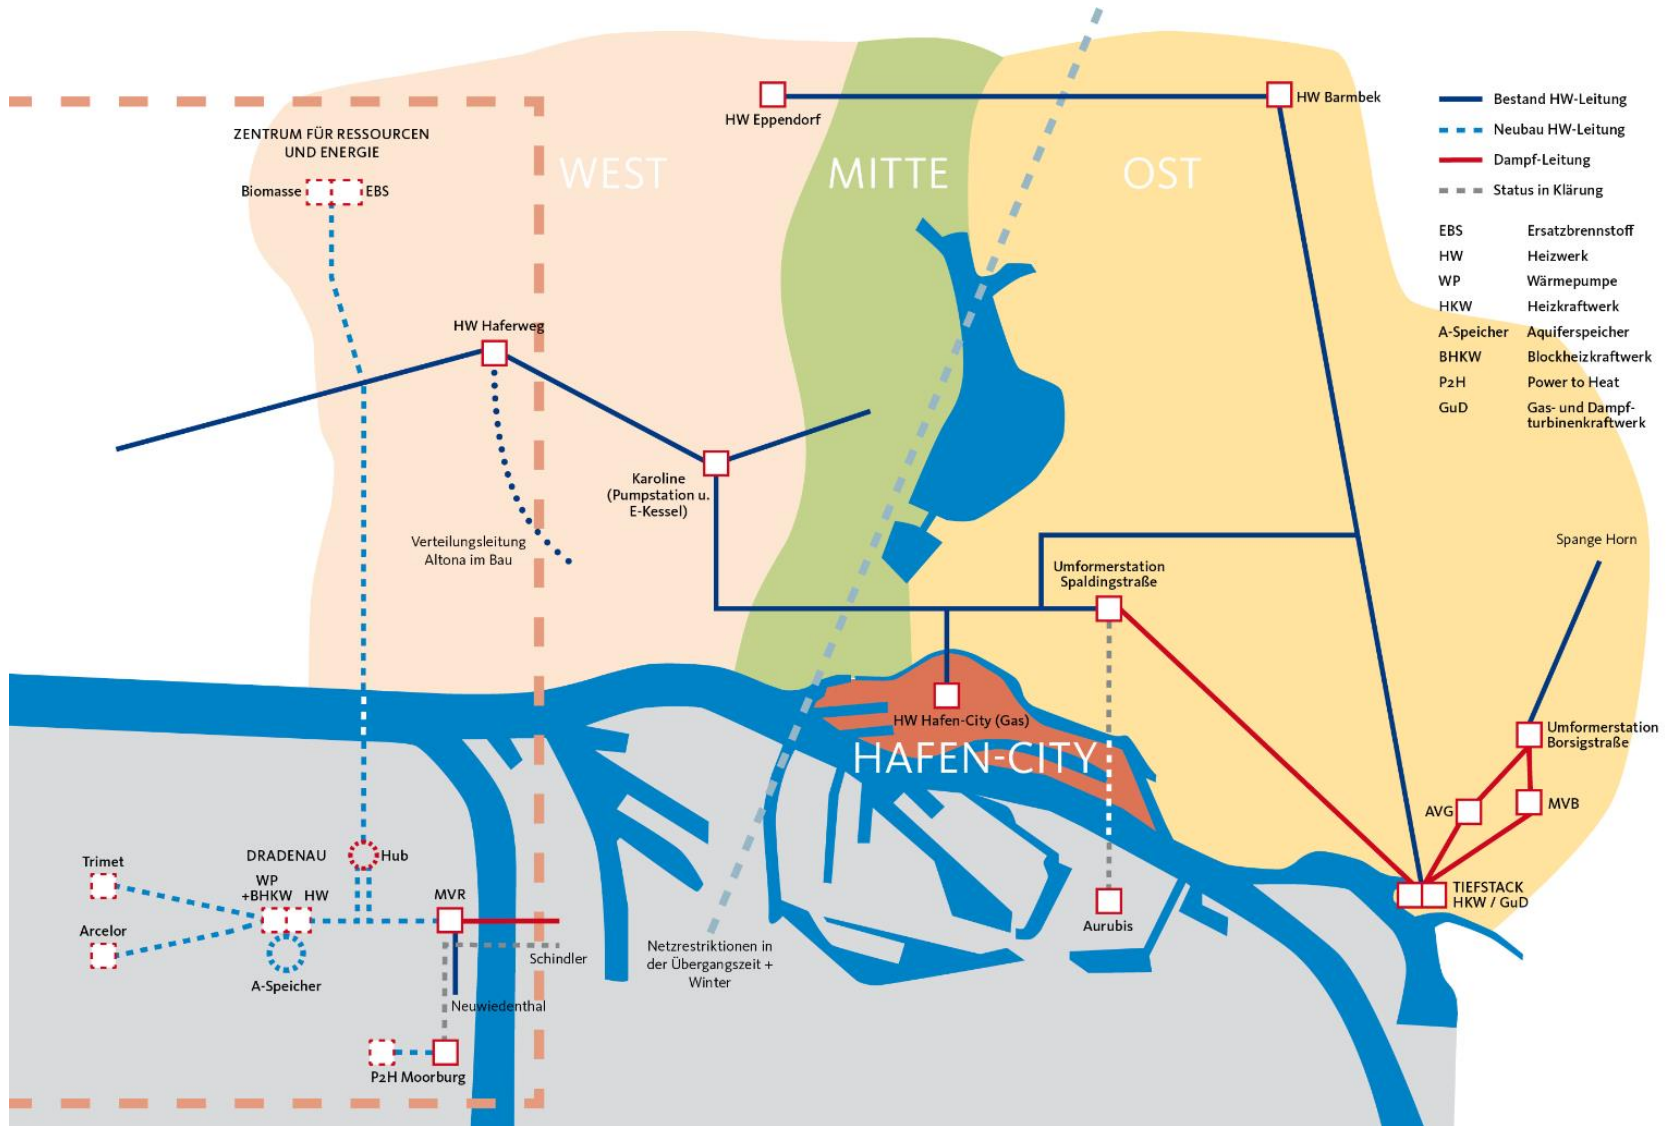 ZENTRUM FÜR RESSOURCEN
UND ENERGIE
Biomasse
EBS
WEST
MITTE
OST
HW Eppendorf
HW Barmbek
Bestand HW-Leitung
Neubau HW-Leitung
Dampf-Leitung
Status in Klärung
EBS Ersatzbrennstoff
HW Heizwerk
WP Wärmepumpe
HKW Heizkraftwerk
A-Speicher Aquiferspeicher
BHKW Blockheizkraftwerk
P2H Power to Heat
GuD Gas- und Dampf-
turbinenkraftwerk
HW Haferweg
Karoline
(Pumpstation u.
E-Kessel)
Verteilungsleitung
Altona im Bau
Umformerstation
Spaldingstraße
Spange Horn
HW Hafen-City (Gas)
HAFEN-CITY
Umformerstation
Borsigstraße
AVG
MVB
TIEFSTACK
HKW / GuD
Trimet
DRADENAU
Hub
WP
+BHKW HW
MVR
Arcelor
A-Speicher
Schindler
Neuwiedenthal
P2H Moorburg
Netzrestriktionen in
der Übergangszeit +
Winter
Aurubis